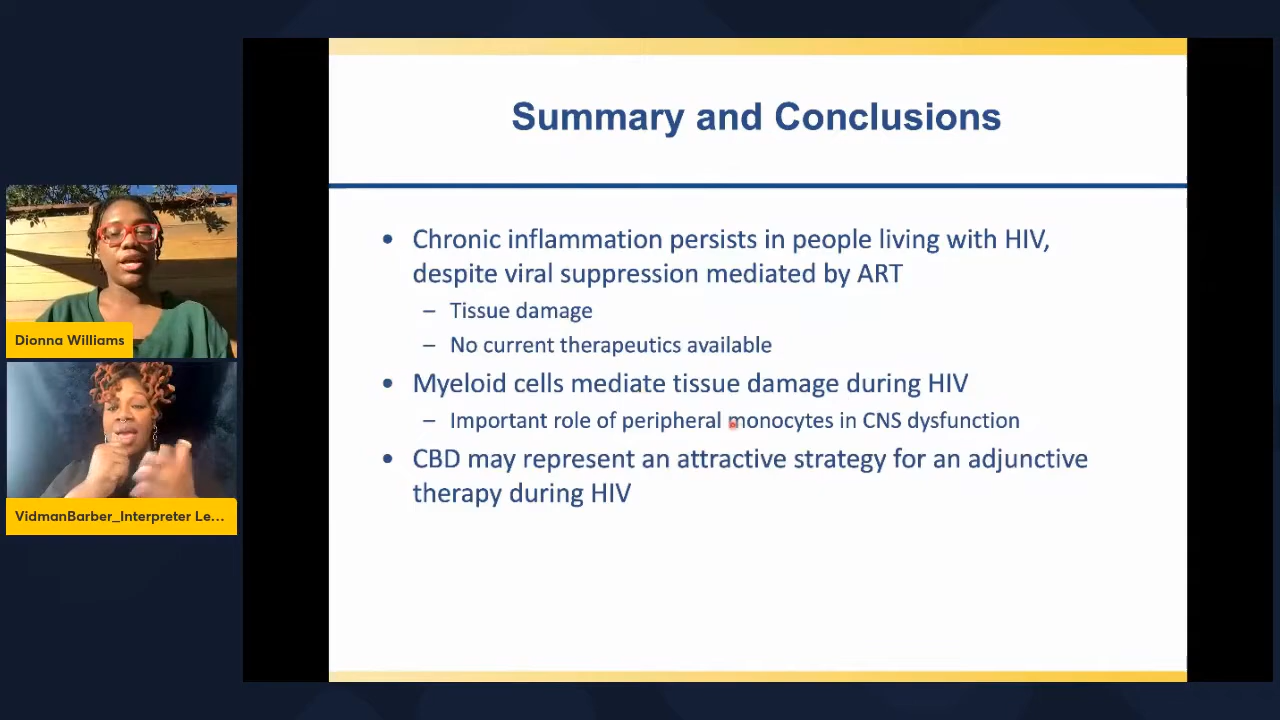 Summary and Conclusions
• Chronic inflammation persists in people living with HIV,
despite viral suppression mediated by ART
– Tissue damage
– No current therapeutics available
• Myeloid cells mediate tissue damage during HIV
– Important role of peripheral monocytes in CNS dysfunction
• CBD may represent an attractive strategy for an adjunctive
therapy during HIV
Dionna Williams
VidmanBarber_Interpreter Le...